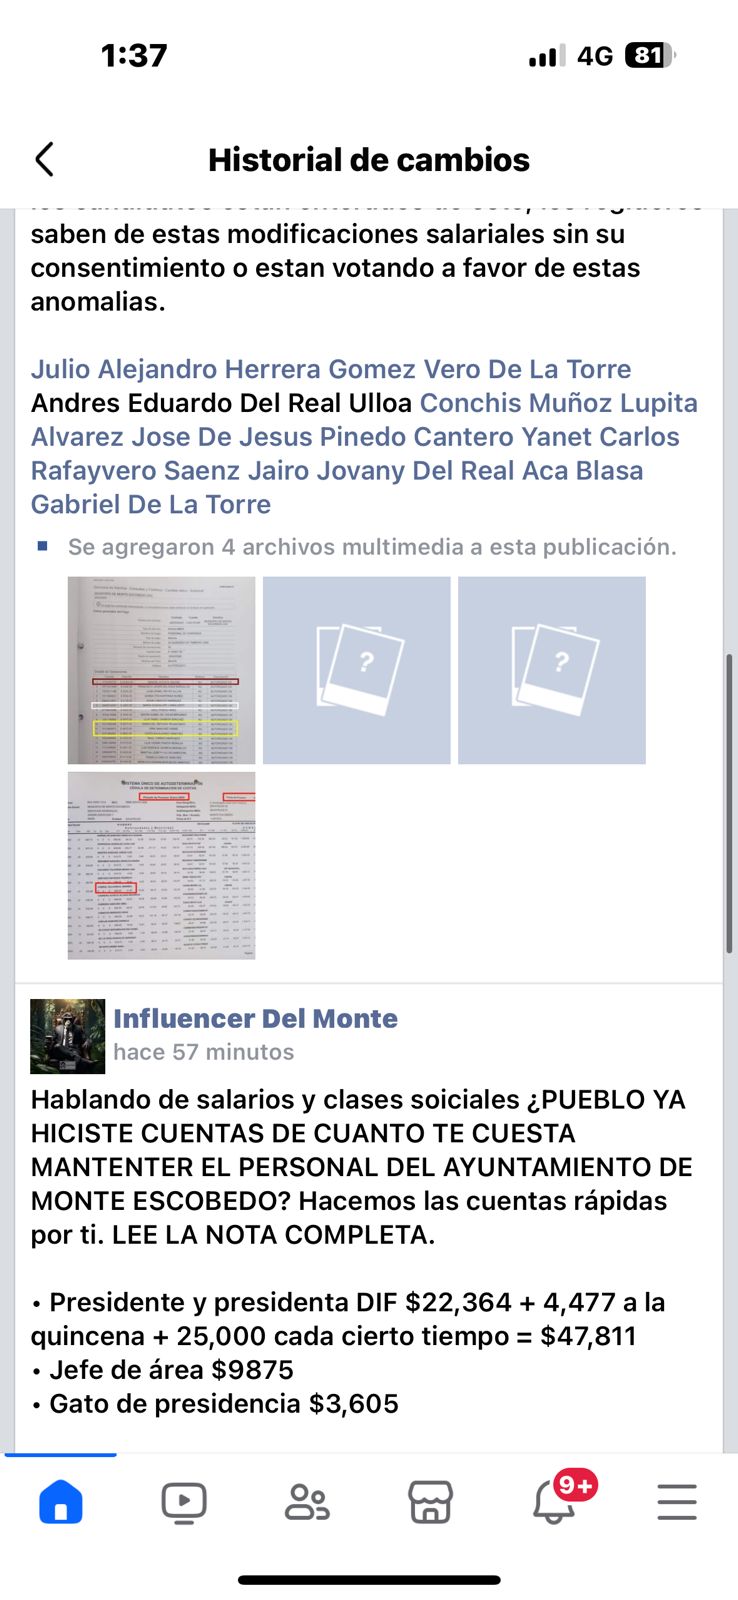 1:37
4G
81
Historial de cambios
saben de estas modificaciones salariales sin su
consentimiento o estan votando a favor de estas
anomalias.
Julio Alejandro Herrera Gomez Vero De La Torre
Andres Eduardo Del Real Ulloa Conchis Muñoz Lupita
Alvarez Jose De Jesus Pinedo Cantero Yanet Carlos
Rafayvero Saenz Jairo Jovany Del Real Aca Blasa
Gabriel De La Torre
Se agregaron 4 archivos multimedia a esta publicación.
?
?
Influencer Del Monte
hace 57 minutos
Hablando de salarios y clases soiciales ¿PUEBLO YA
HICISTE CUENTAS DE CUANTO TE CUESTA
MANTENTER EL PERSONAL DEL AYUNTAMIENTO DE
MONTE ESCOBEDO? Hacemos las cuentas rápidas
por ti. LEE LA NOTA COMPLETA.
• Presidente y presidenta DIF $22,364 + 4,477 a la
quincena + 25,000 cada cierto tiempo = $47,811
• Jefe de área $9875
• Gato de presidencia $3,605
9+